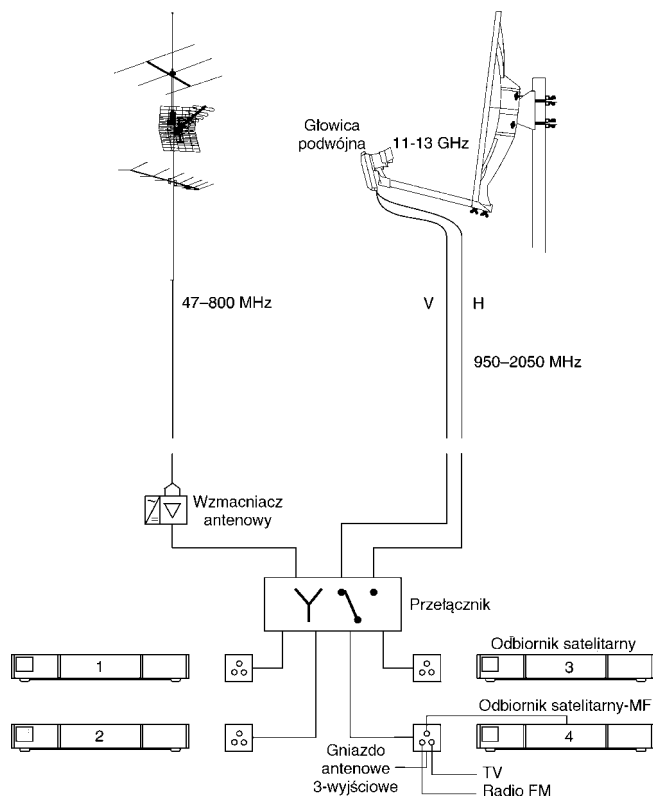 Głowica
podwójna
11-13 GHz
47–800 MHz
V
H
950–2050 MHz
Wzmacniacz
antenowy
Przełącznik
Odbiornik satelitarny
1
3
Odbiornik satelitarny-MF
2
4
Gniazdo
antenowe
3-wyjściowe
TV
Radio FM